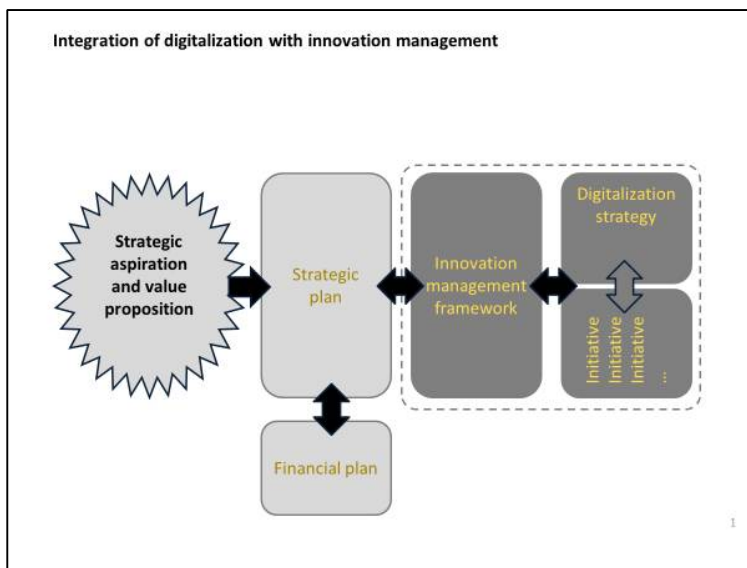 Integration of digitalization with innovation management
Strategic
aspiration
and value
proposition
Strategic
plan
Financial plan
Innovation
management
framework
Digitalization
strategy
Initiative
Initiative
Initiative
...
1